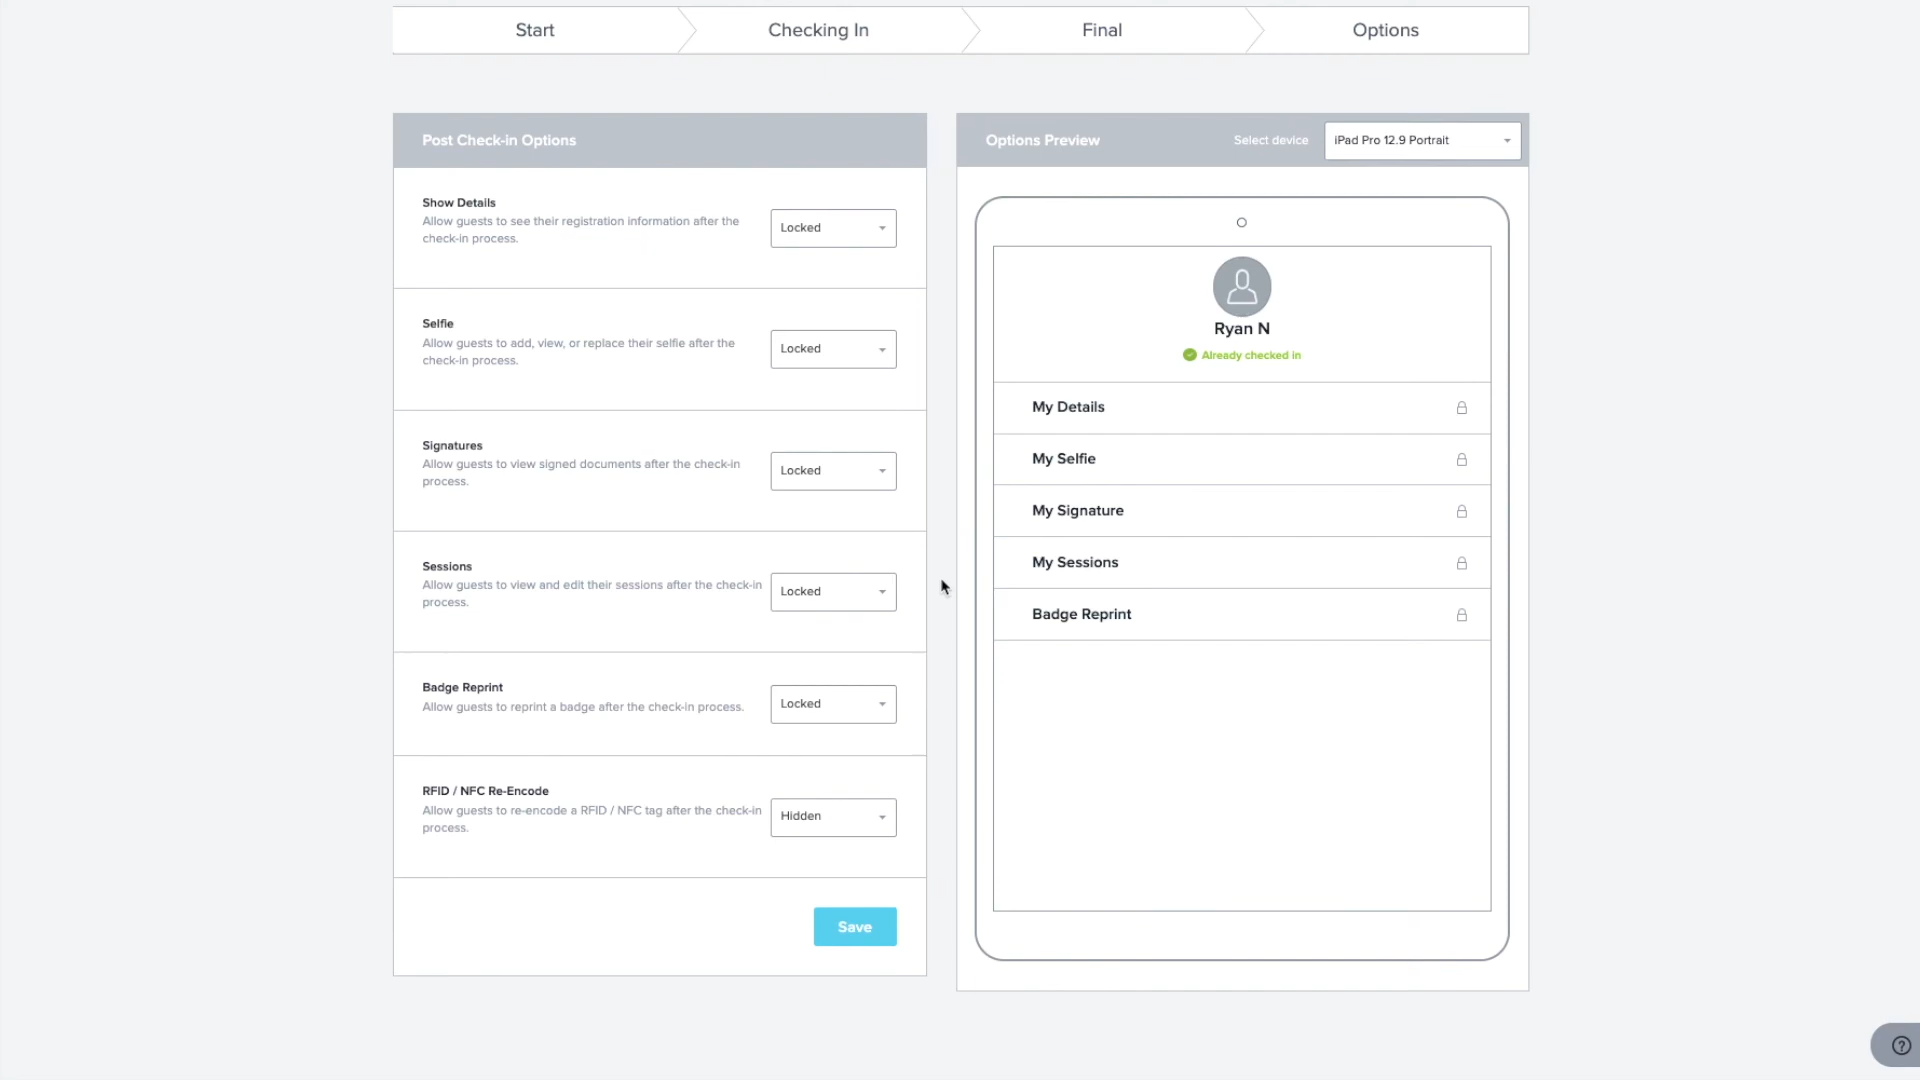 Start
Checking In
Final
Options
Post Check-in Options
Show Details
Allow guests to see their registration information after the
check-in process.
Locked
Selfie
Allow guests to add, view, or replace their selfie after the
check-in process.
Locked
Signatures
Allow guests to view signed documents after the check-in
process.
Locked
Sessions
Allow guests to view and edit their sessions after the check-in
process.
Locked
Badge Reprint
Allow guests to reprint a badge after the check-in process.
Locked
RFID / NFC Re-Encode
Allow guests to re-encode a RFID / NFC tag after the check-in
process.
Hidden
Save
Options Preview
Select device
iPad Pro 12.9 Portrait
Ryan N
Already checked in
My Details
My Selfie
My Signature
My Sessions
Badge Reprint
?